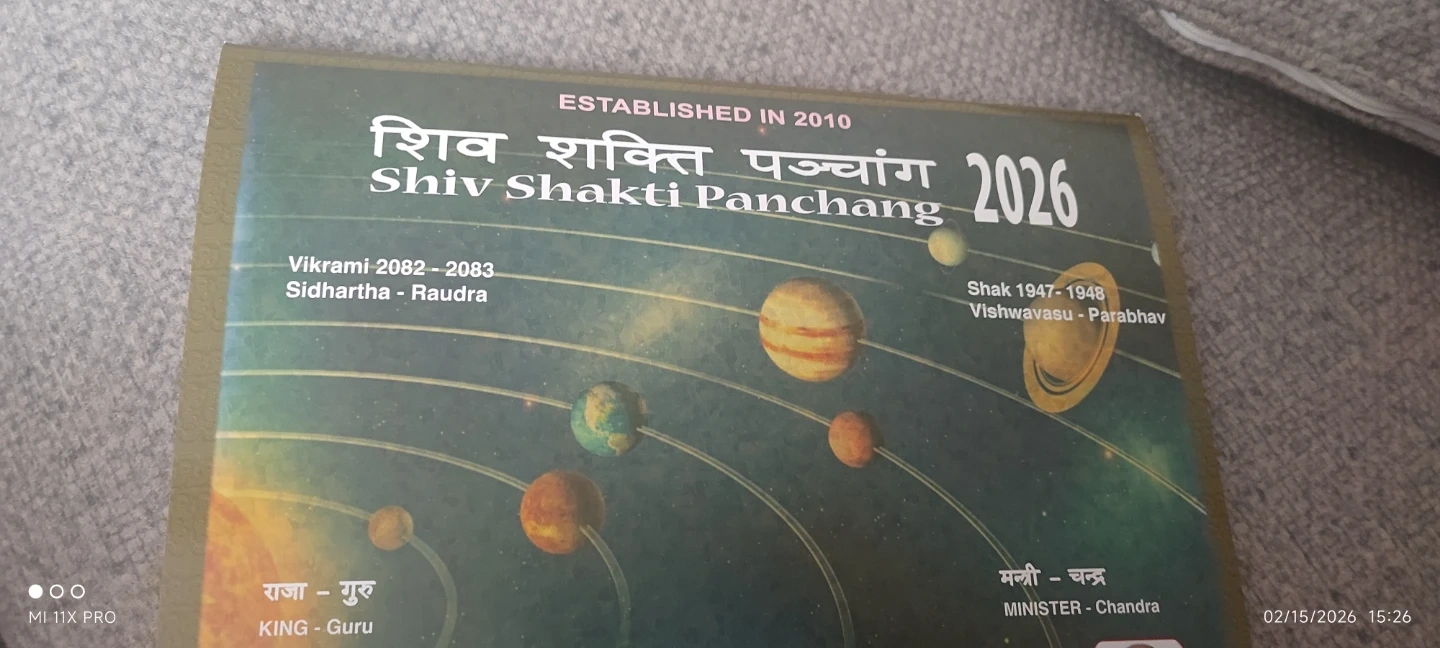 ESTABLISHED IN 2010
शिव शक्ति पञ्चांग 2026
Shiv Shakti Panchang
Vikrami 2082 - 2083
Sidhartha - Raudra
Shak 1947- 1948
Vishwavasu - Parabhav
राजा - गुरु
KING - Guru
मन्त्री - चन्द्र
MINISTER - Chandra
MI 11X PRO
02/15/2026 15:26